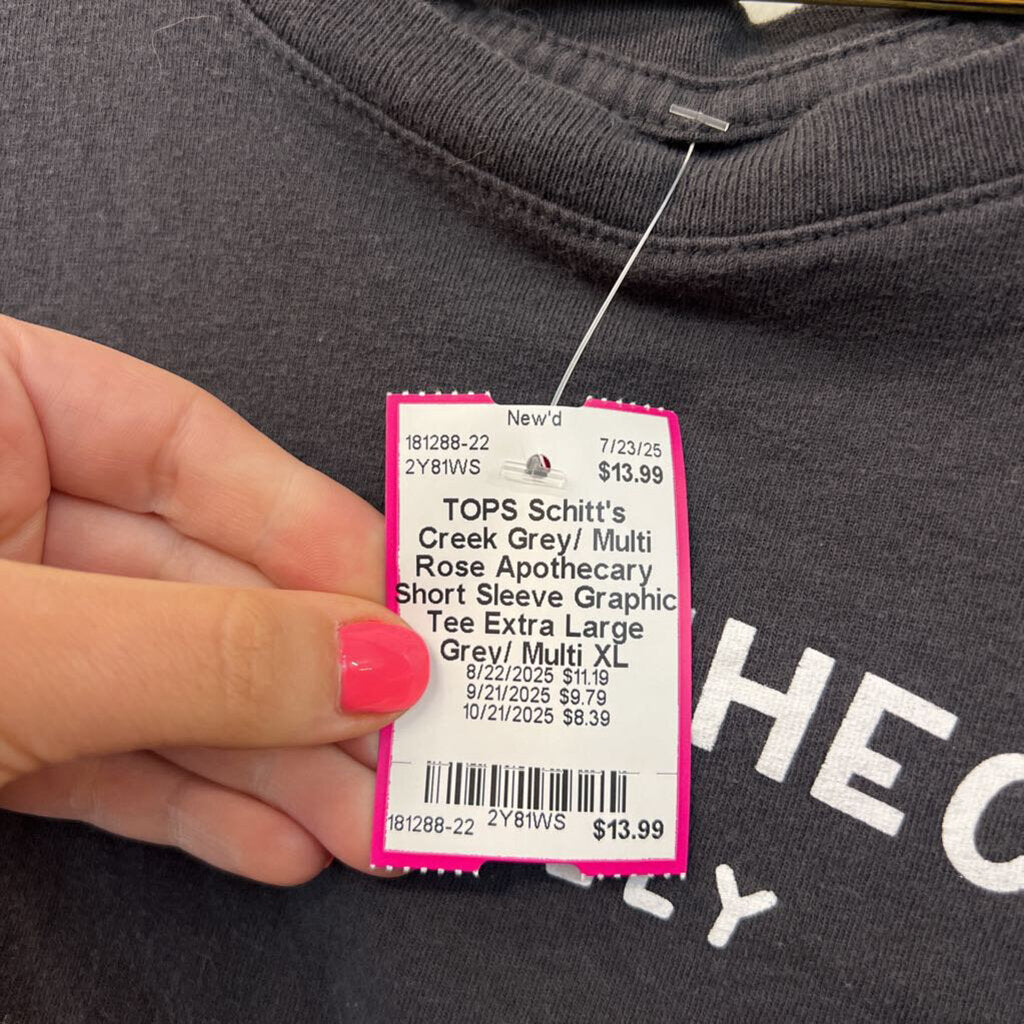 New'd
181288-22 7/23/25
2Y81WS $13.99
TOPS Schitt's
Creek Grey/ Multi
Rose Apothecary
Short Sleeve Graphic
Tee Extra Large
Grey/ Multi XL
8/22/2025 $11.19
9/21/2025 $9.79
10/21/2025 $8.39
181288-22 2Y81WS $13.99
HEC
LY